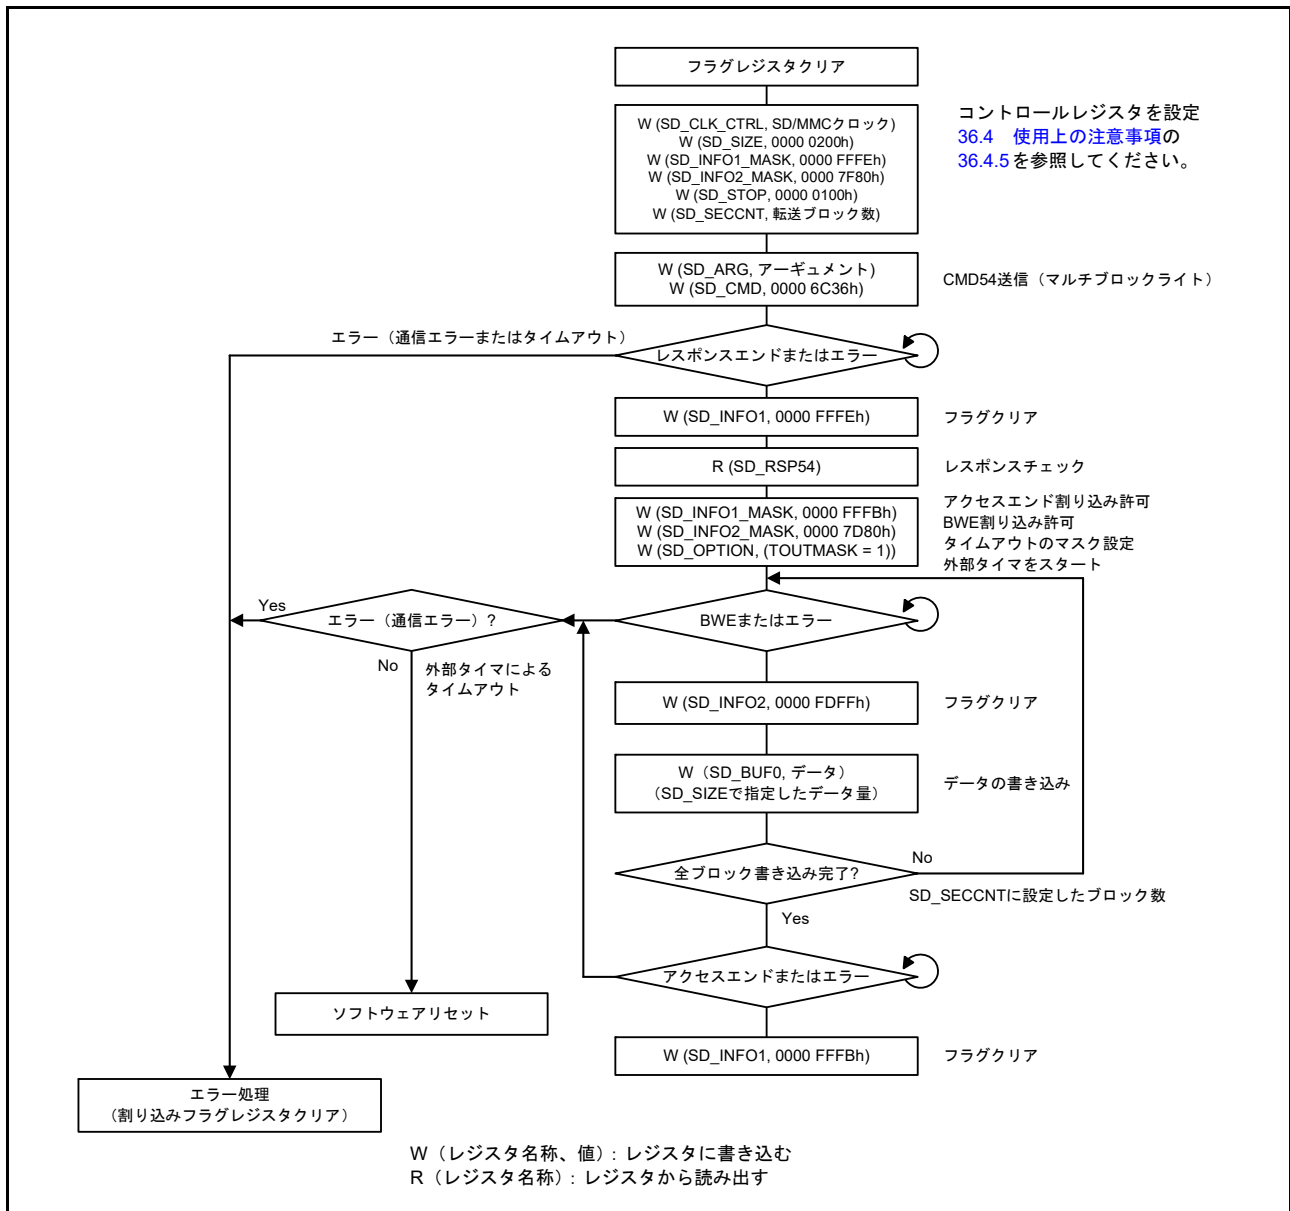 フラグレジスタクリア
W (SD_CLK_CTRL, SD/MMCクロック)
W (SD_SIZE, 0000 0200h)
W (SD_INFO1_MASK, 0000 FFFEh)
W (SD_INFO2_MASK, 0000 7F80h)
W (SD_STOP, 0000 0100h)
W (SD_SECCNT, 転送ブロック数)
コントロールレジスタを設定
36.4 使用上の注意事項の
36.4.5を参照してください。
W (SD_ARG, アーギュメント)
W (SD_CMD, 0000 6C36h)
CMD54送信（マルチブロックライト）
エラー（通信エラーまたはタイムアウト）
レスポンスエンドまたはエラー
W (SD_INFO1, 0000 FFFEh)
フラグクリア
R (SD_RSP54)
レスポンスチェック
W (SD_INFO1_MASK, 0000 FFFBh)
W (SD_INFO2_MASK, 0000 7D80h)
W (SD_OPTION, (TOUTMASK = 1))
アクセスエンド割り込み許可
BWE割り込み許可
タイムアウトのマスク設定
外部タイマをスタート
Yes
エラー（通信エラー）?
BWEまたはエラー
No
外部タイマによる
タイムアウト
W (SD_INFO2, 0000 FDFFh)
フラグクリア
W（SD_BUF0, データ）
（SD_SIZEで指定したデータ量）
データの書き込み
全ブロック書き込み完了?
No
SD_SECCNTに設定したブロック数
Yes
アクセスエンドまたはエラー
ソフトウェアリセット
W (SD_INFO1, 0000 FFFBh)
フラグクリア
エラー処理
（割り込みフラグレジスタクリア）
W（レジスタ名称、値）: レジスタに書き込む
R（レジスタ名称）: レジスタから読み出す